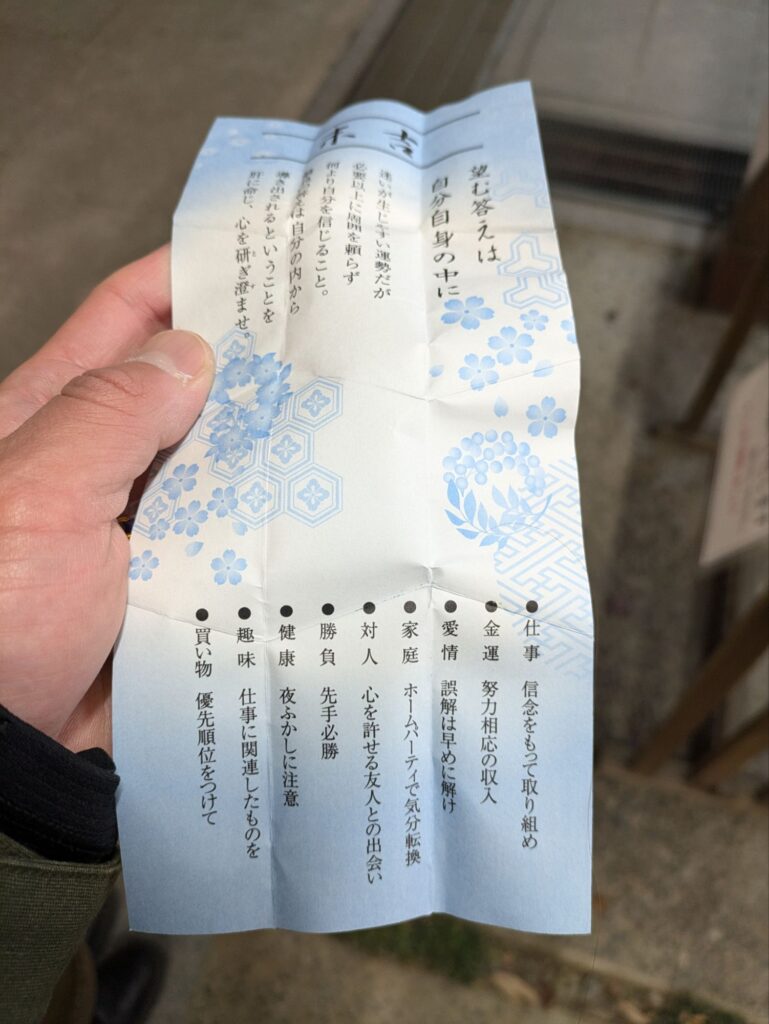 末吉
望む答えは
自分自身の中に
迷いが生じやすい運勢だが
必要以上に周囲を頼らず
何より自分を信じること。
えは自分の内から
導き出されるということを
肝に命じ、心を研ぎ澄ませ。
●仕事 信念をもって取り組め
●金運 努力相応の収入
●愛情 誤解は早めに解け
●家庭 ホームパーティで気分転換
●対人 心を許せる友人との出会い
●勝負 先手必勝
●健康 夜ふかしに注意
●趣味 仕事に関連したものを
●買い物 優先順位をつけて